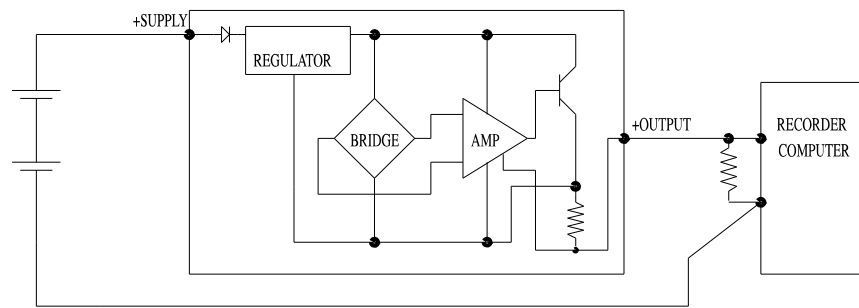 +SUPPLY
REGULATOR
BRIDGE
AMP
+OUTPUT
RECORDER
COMPUTER